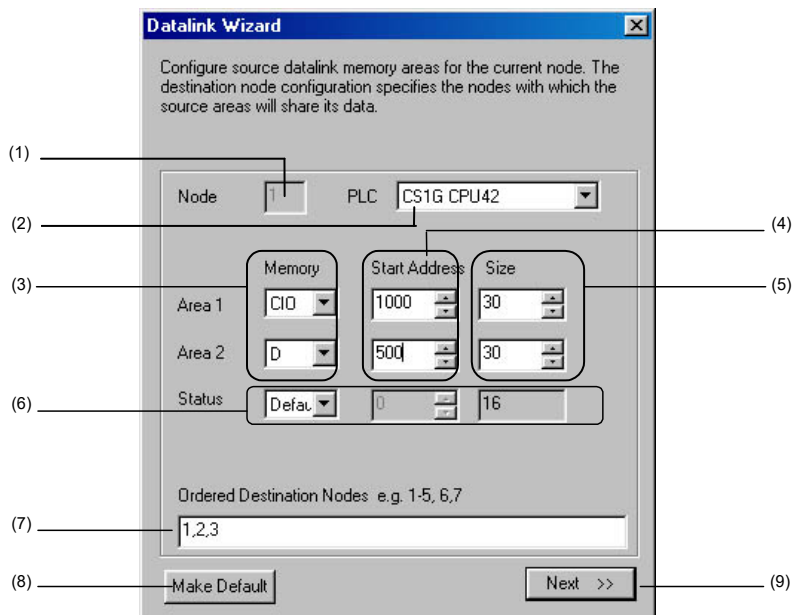 Datalink Wizard
Configure source datalink memory areas for the current node. The
destination node configuration specifies the nodes with which the
source areas will share its data.
(1)
Node 1 PLC CS1G CPU42
(2)
(4)
Memory Start Address Size
(3)
(5)
Area 1 CIO 1000 30
Area 2 D 500 30
(6)
Status Defau 0 16
Ordered Destination Nodes e.g. 1-5, 6,7
(7)
1,2,3
(8)
Make Default
Next >>
(9)